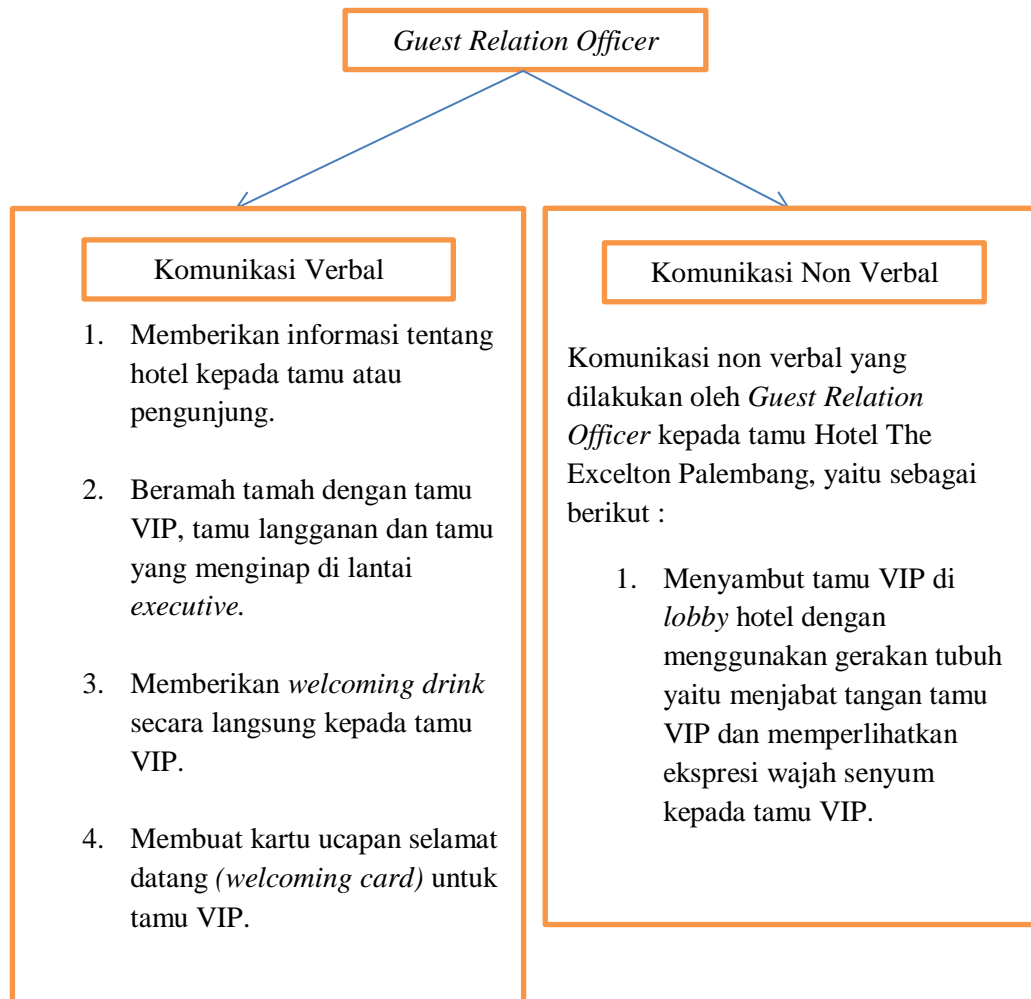 Guest Relation Officer
Komunikasi Verbal
1. Memberikan informasi tentang
hotel kepada tamu atau
pengunjung.
2. Beramah tamah dengan tamu
VIP, tamu langganan dan tamu
yang menginap di lantai
executive.
3. Memberikan welcoming drink
secara langsung kepada tamu
VIP.
4. Membuat kartu ucapan selamat
datang (welcoming card) untuk
tamu VIP.
Komunikasi Non Verbal
Komunikasi non verbal yang
dilakukan oleh Guest Relation
Officer kepada tamu Hotel The
Excelton Palembang, yaitu sebagai
berikut :
1. Menyambut tamu VIP di
lobby hotel dengan
menggunakan gerakan tubuh
yaitu menjabat tangan tamu
VIP dan memperlihatkan
ekspresi wajah senyum
kepada tamu VIP.